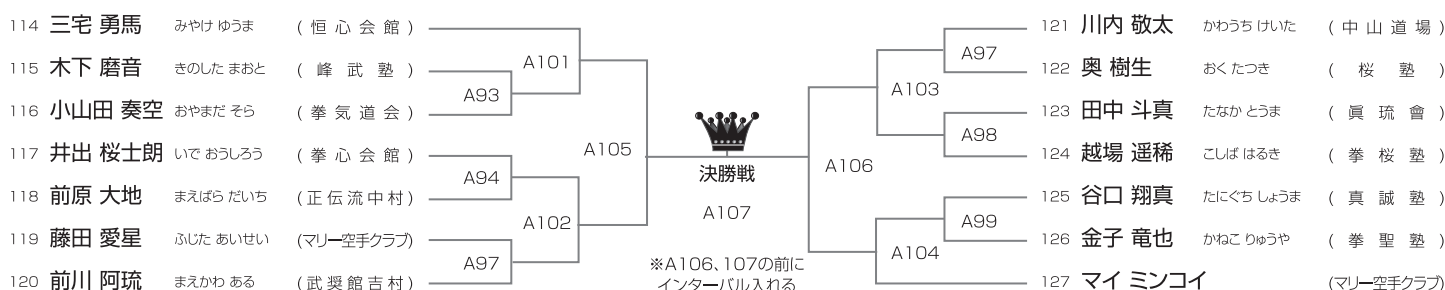 114 三宅 勇馬 みやけ ゆうま (恒心会館)
115 木下 磨音 きのした まおと (峰武塾)
116 小山田 奏空 おやまだ そら (拳気道会)
117 井出 桜士朗 いで おうしろう (拳心会館)
118 前原 大地 まえばら だいち (正伝流中村)
119 藤田 愛星 ふじた あいせい (マリー空手クラブ)
120 前川 阿琉 まえかわ ある (武奨館吉村)
A101
A93
A94
A102
A97
A105
決勝戦
A107
※A106、107の前に
インターバル入れる
A106
A103
A104
A97
A98
A99
121 川内 敬太 かわうち けいた (中山道場)
122 奥 樹生 おく たつき (桜塾)
123 田中 斗真 たなか とうま (眞琉會)
124 越場 遥稀 こしば はるき (拳桜塾)
125 谷口 翔真 たにぐち しょうま (真誠塾)
126 金子 竜也 かねこ りゅうや (拳聖塾)
127 マイ ミンコイ (マリー空手クラブ)